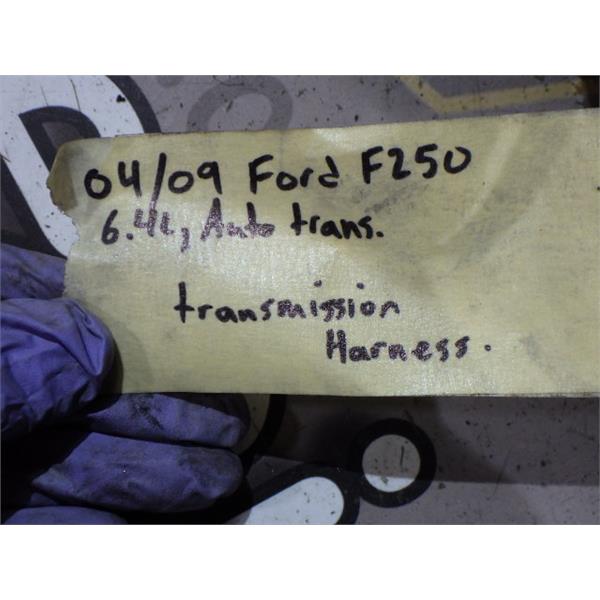 04/09 Ford F250
6.4L, Auto trans.
transmission
Harness.